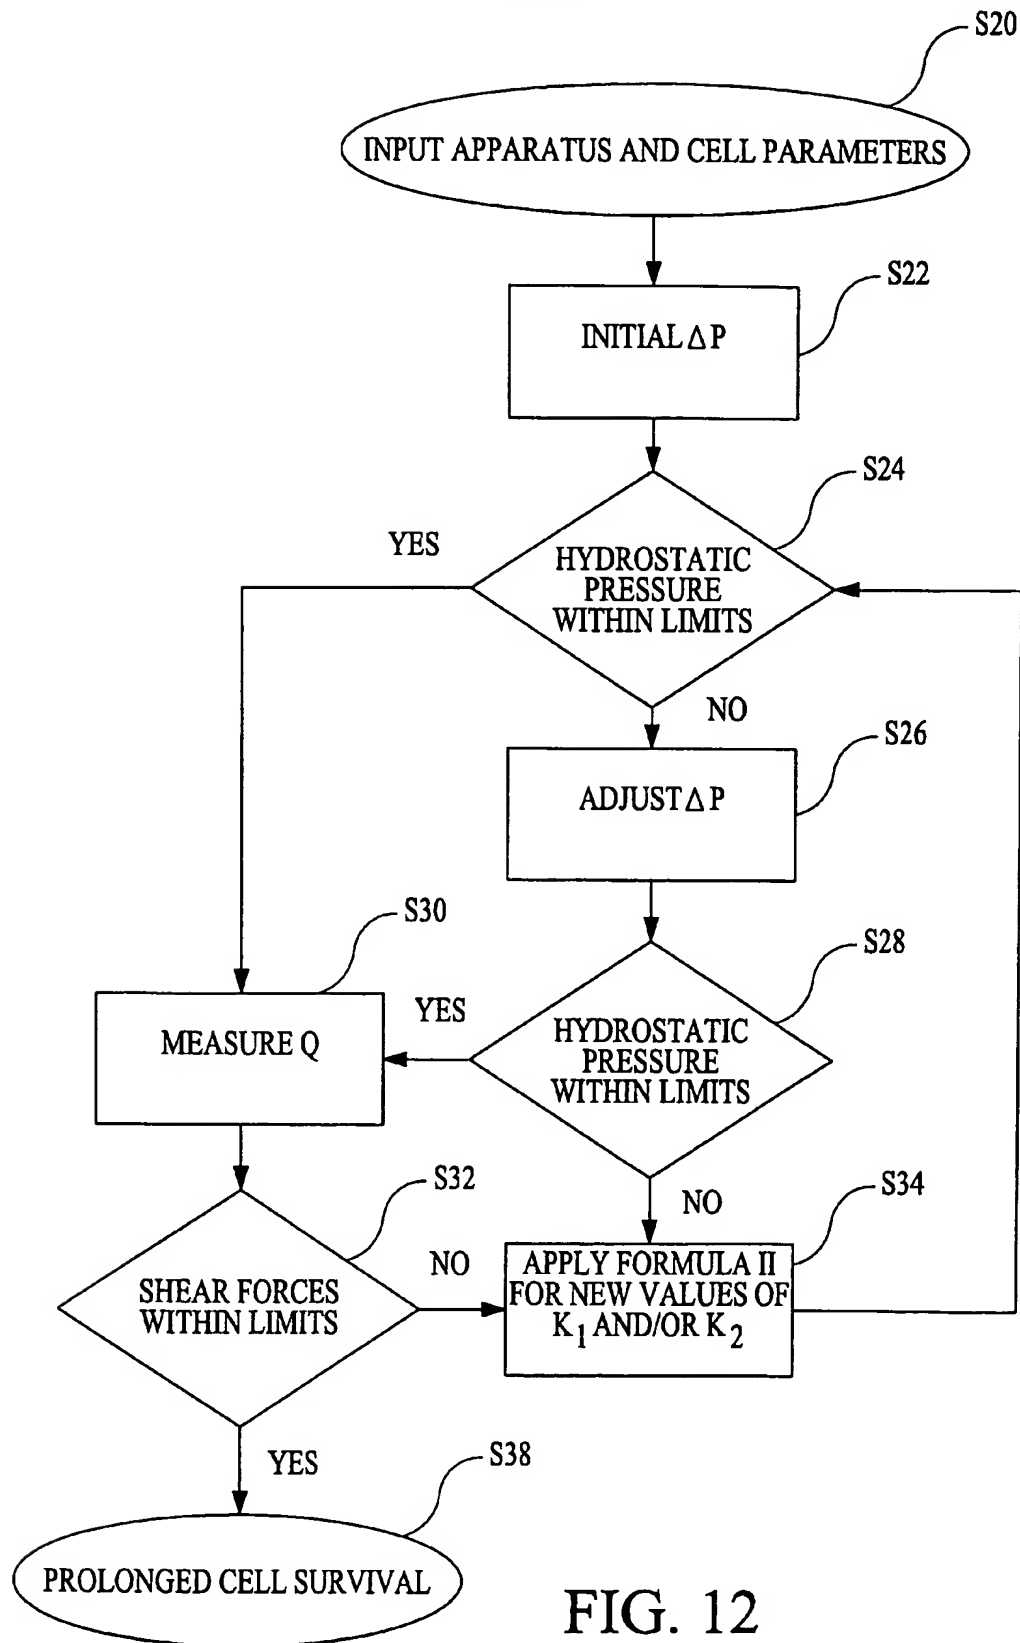 S20
INPUT APPARATUS AND CELL PARAMETERS
S22
INITIAL Δ P
S24
YES
HYDROSTATIC
PRESSURE
WITHIN LIMITS
NO
S26
ADJUST Δ P
S30
S28
MEASURE Q
YES
HYDROSTATIC
PRESSURE
WITHIN LIMITS
S32
NO
S34
SHEAR FORCES
WITHIN LIMITS
NO
APPLY FORMULA II
FOR NEW VALUES OF
K1 AND/OR K2
YES
S38
PROLONGED CELL SURVIVAL
FIG. 12